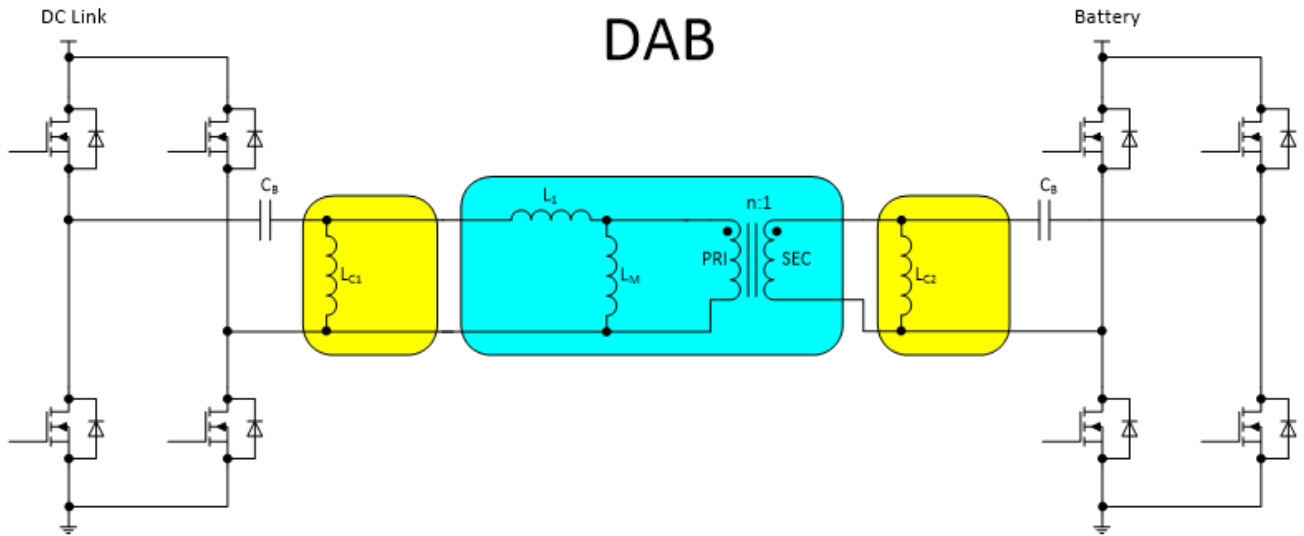 DC Link
DAB
Battery
C_B
L_1
n:1
C_B
L_C1
L_M
PRI
SEC
L_C2